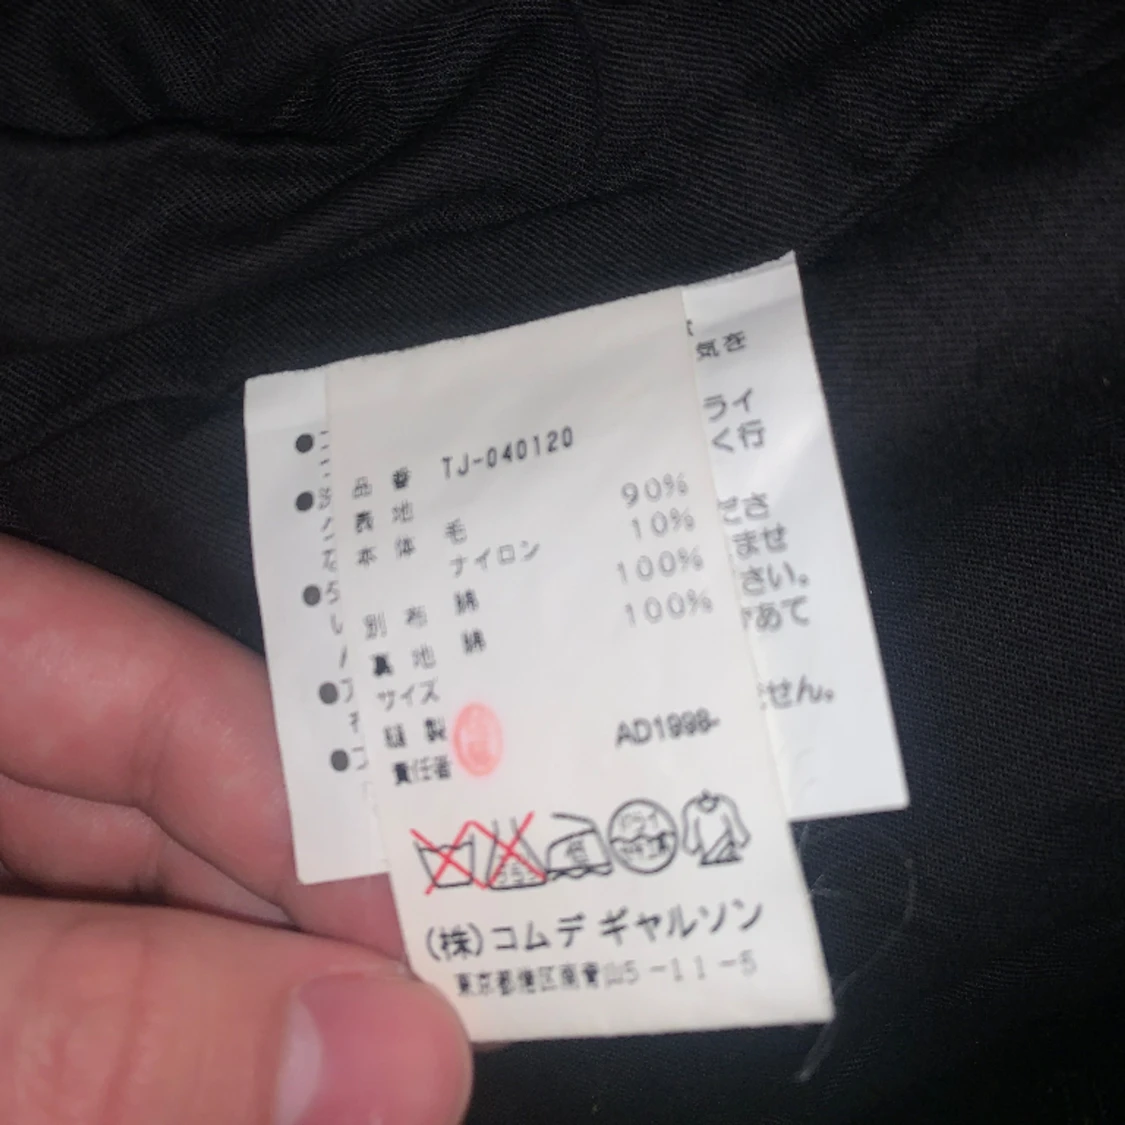 品番 TJ-040120
表地
本体 毛 90%
ナイロン 10%
別布 綿 100%
裏地 綿 100%
サイズ
縫製
責任者
AD1998
(株)コムデギャルソン
東京都港区南青山5-11-5
気を
ライ
く行
ださ
ませ
さい。
あて
せん。